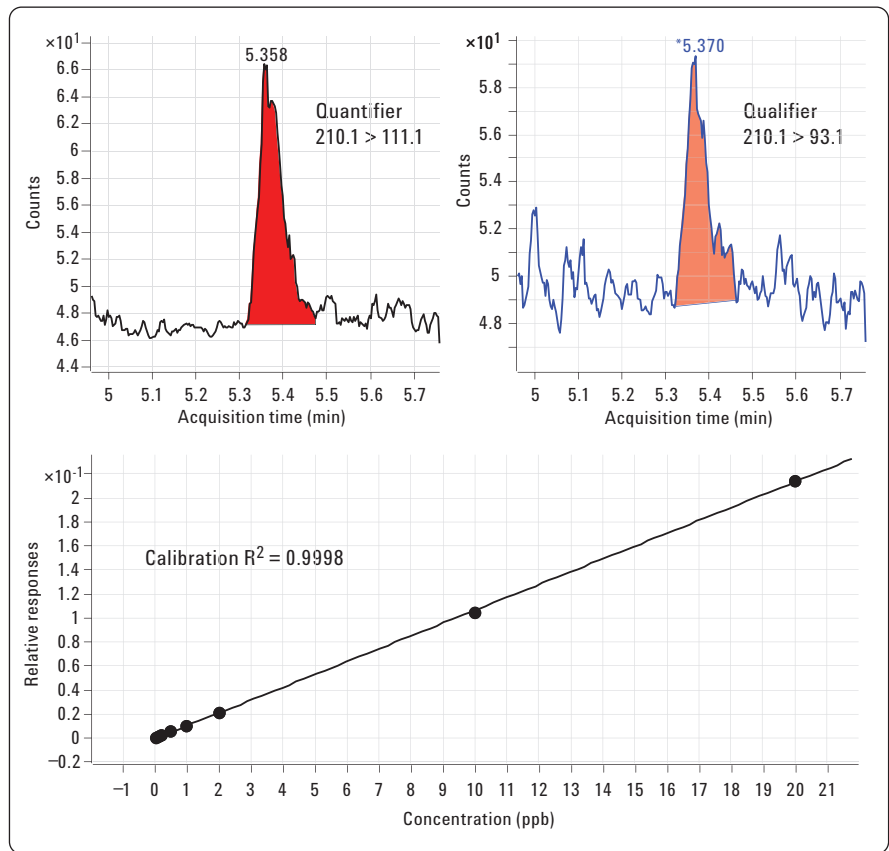 ×10¹
5.358
6.6
6.4
6.2
6
5.8
5.6
5.4
5.2
5
4.8
4.6
4.4
Counts
Quantifier
210.1 > 111.1
5 5.1 5.2 5.3 5.4 5.5 5.6 5.7
Acquisition time (min)
×10¹
*5.370
5.8
5.6
5.4
5.2
5
4.8
Counts
Qualifier
210.1 > 93.1
5 5.1 5.2 5.3 5.4 5.5 5.6 5.7
Acquisition time (min)
×10⁻¹
2
1.8
1.6
1.4
1.2
1
0.8
0.6
0.4
0.2
0
−0.2
Relative responses
Calibration R² = 0.9998
−1 0 1 2 3 4 5 6 7 8 9 10 11 12 13 14 15 16 17 18 19 20 21
Concentration (ppb)